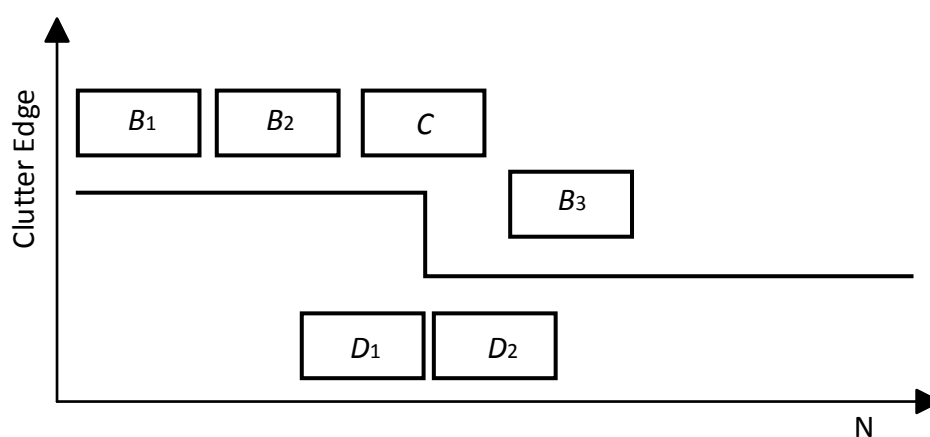 B1 B2 C
B3
Clutter Edge
D1 D2
N